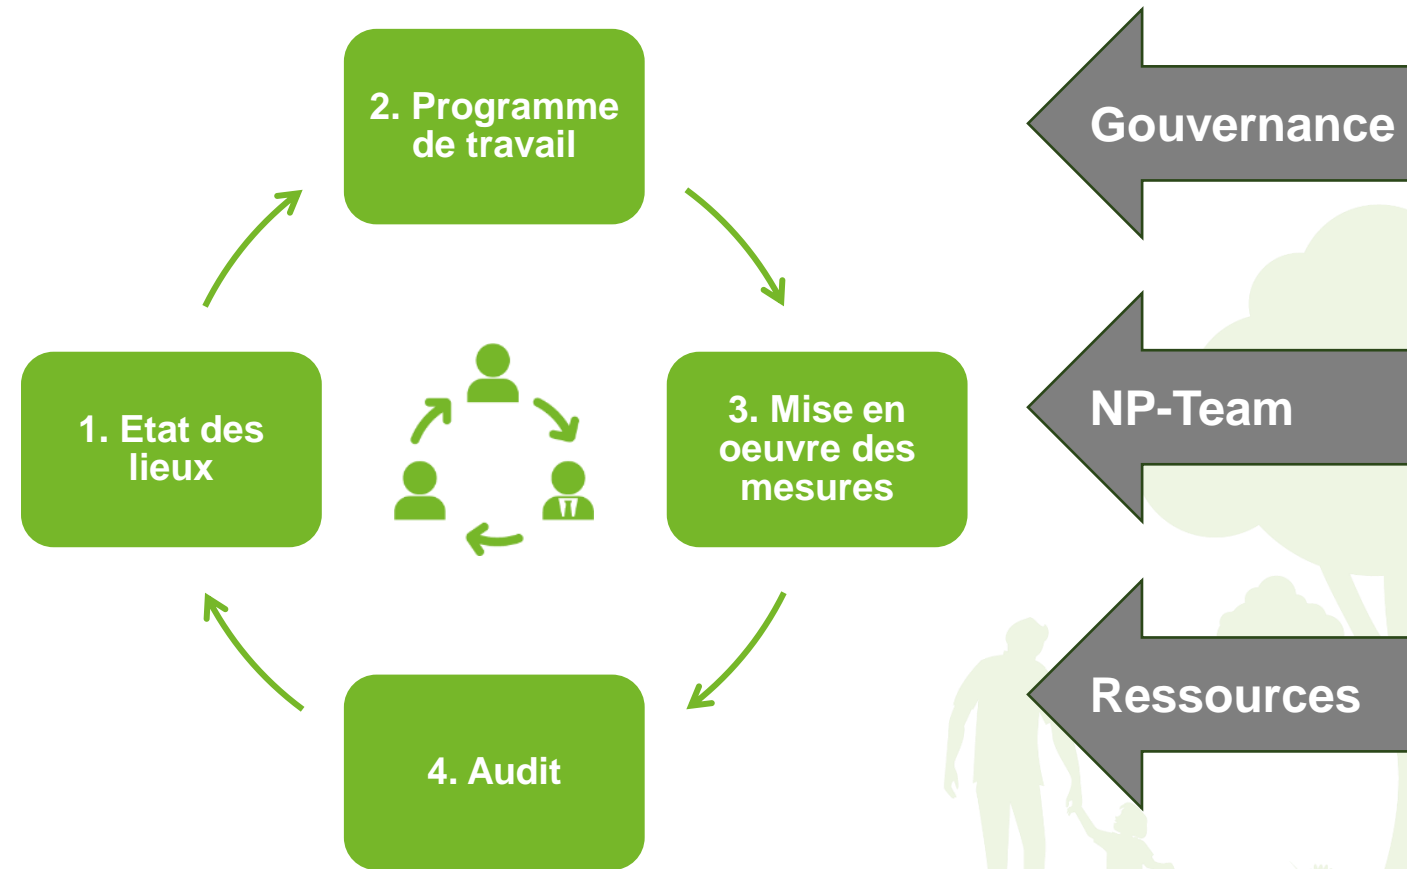 2. Programme
de travail
Gouvernance
1. Etat des
lieux
3. Mise en
oeuvre des
mesures
NP-Team
4. Audit
Ressources